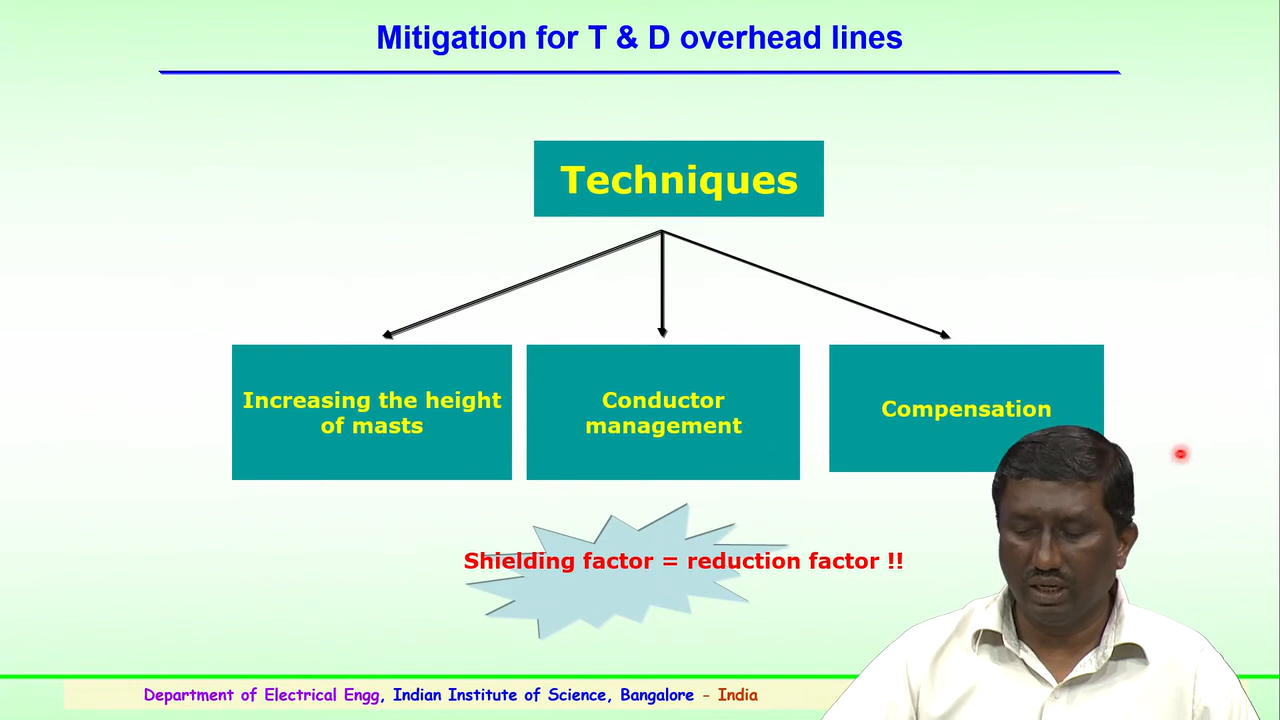 Mitigation for T & D overhead lines
Techniques
Increasing the height
of masts
Conductor
management
Compensation
Shielding factor = reduction factor !!
Department of Electrical Engg, Indian Institute of Science, Bangalore - India